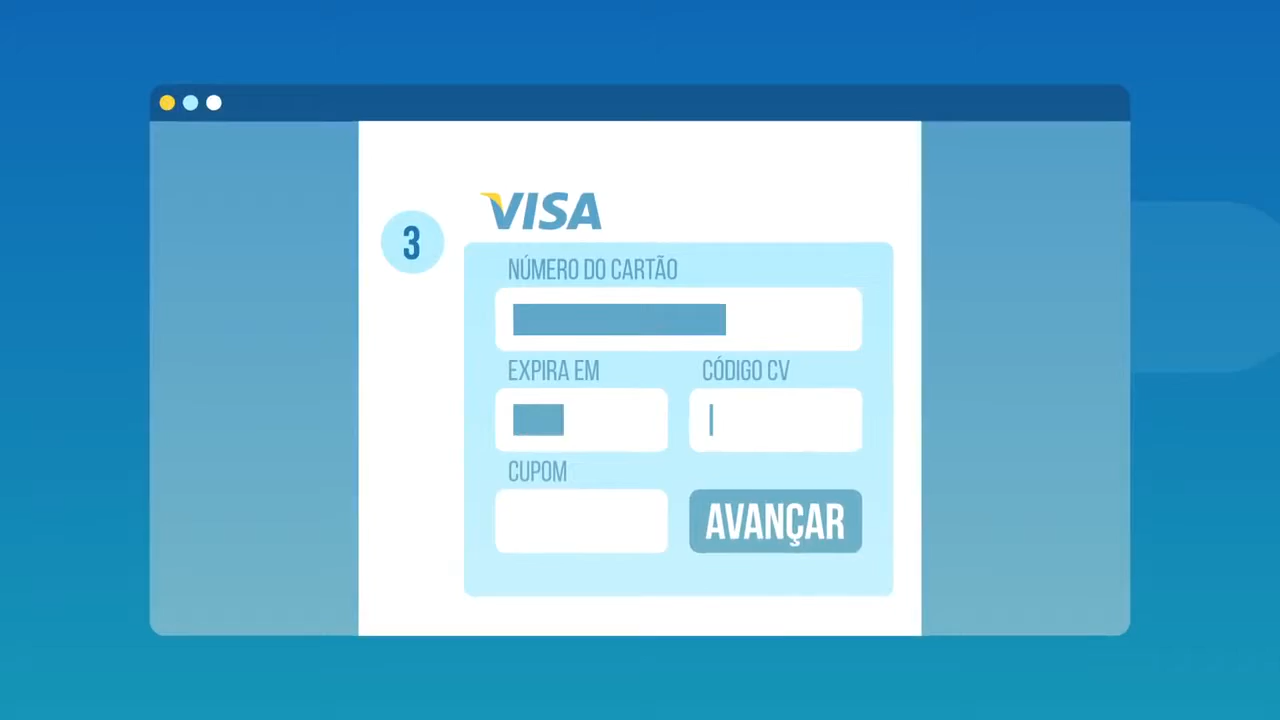 VISA
3
NÚMERO DO CARTÃO
EXPIRA EM
CÓDIGO CV
CUPOM
AVANÇAR